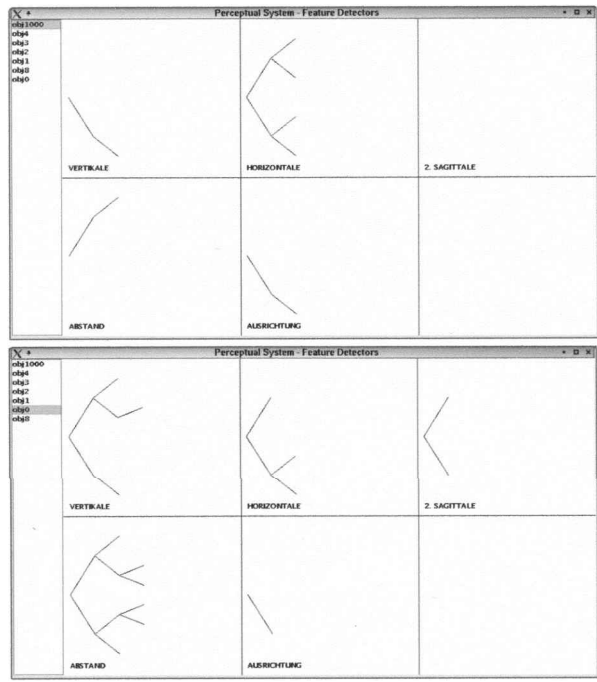 Perceptual System - Feature Detectors
obj1000
obj4
obj3
obj2
obj1
obj8
obj0
VERTIKALE
HORIZONTALE
2. SAGITTALE
ABSTAND
AUSRICHTUNG
Perceptual System - Feature Detectors
obj1000
obj4
obj3
obj2
obj1
obj0
obj8
VERTIKALE
HORIZONTALE
2. SAGITTALE
ABSTAND
AUSRICHTUNG